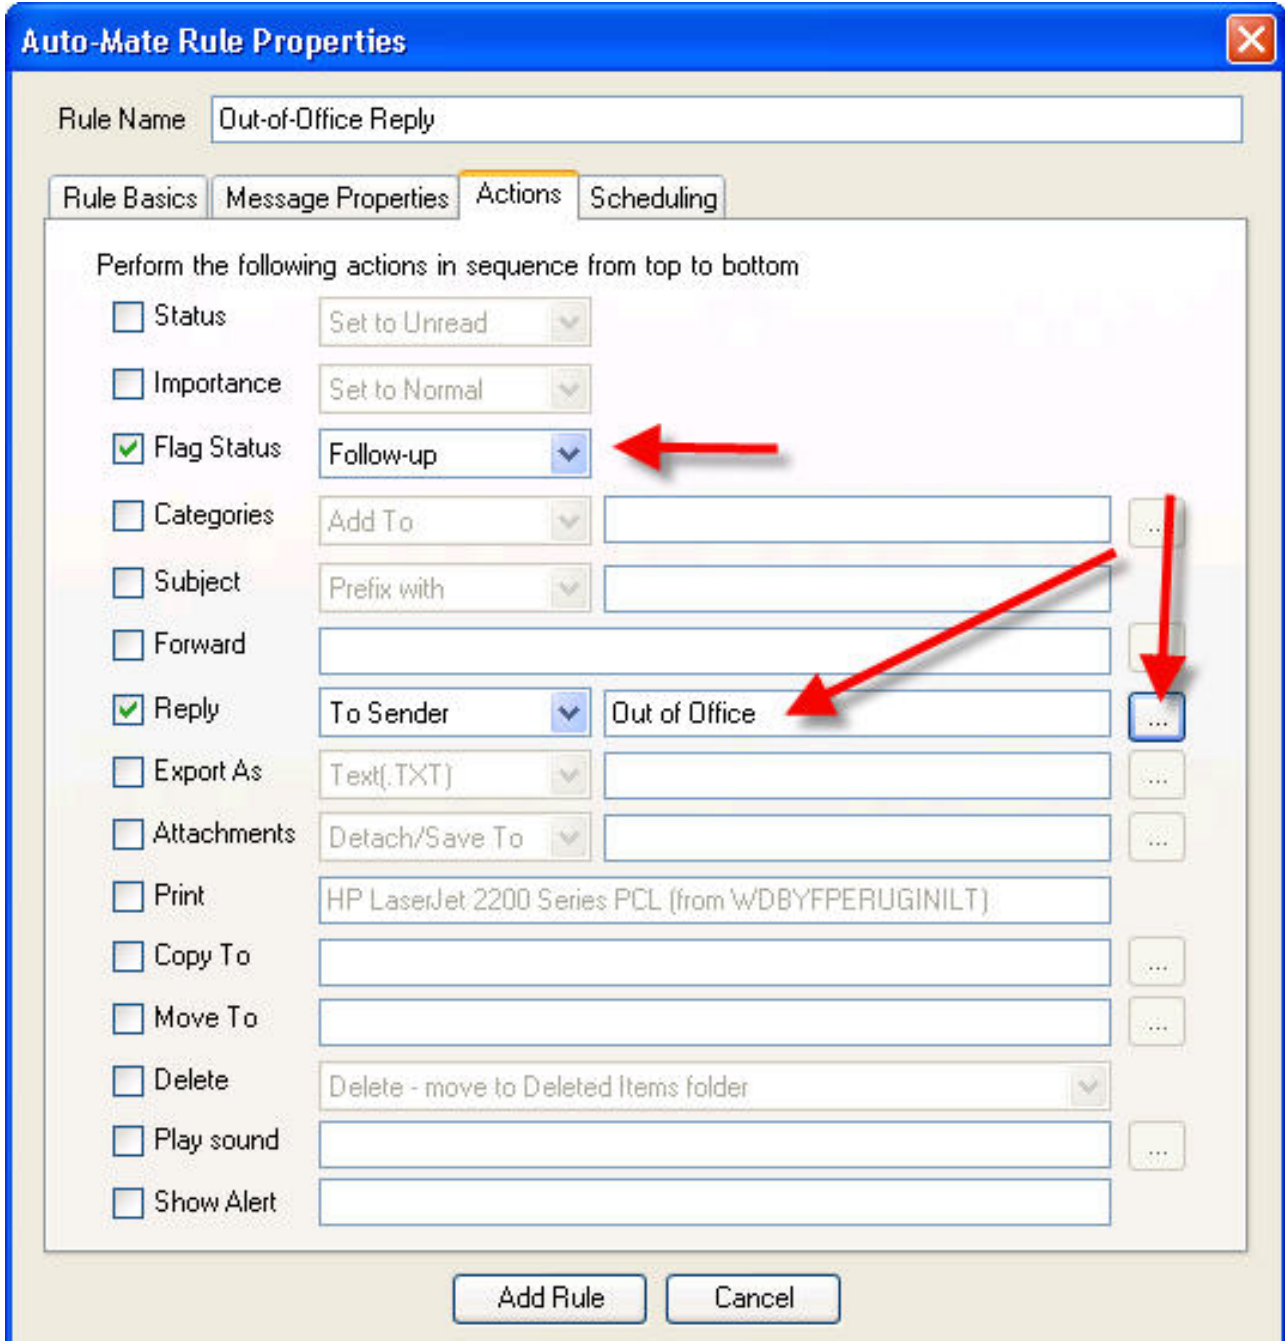 Auto-Mate Rule Properties
Rule Name Out-of-Office Reply
Rule Basics Message Properties Actions Scheduling
Perform the following actions in sequence from top to bottom
Status Set to Unread
Importance Set to Normal
Flag Status Follow-up
Categories Add To ...
Subject Prefix with
Forward
Reply To Sender Out of Office ...
Export As Text(.TXT) ...
Attachments Detach/Save To ...
Print HP LaserJet 2200 Series PCL (from WDBYFPERUGINILT)
Copy To ...
Move To ...
Delete Delete - move to Deleted Items folder
Play sound ...
Show Alert
Add Rule Cancel